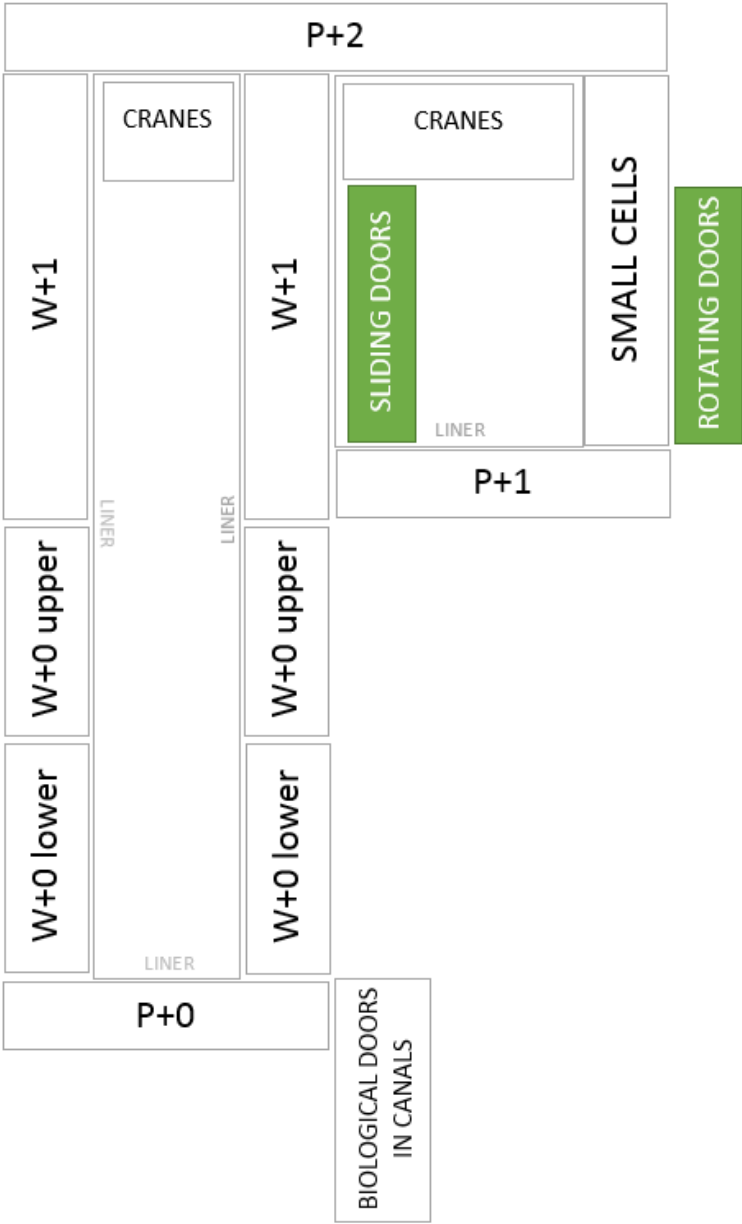 P+2
CRANES
CRANES
W+1
W+1
SLIDING DOORS
SMALL CELLS
ROTATING DOORS
LINER
P+1
LINER
LINER
W+0 upper
W+0 upper
W+0 lower
W+0 lower
LINER
P+0
BIOLOGICAL DOORS
IN CANALS